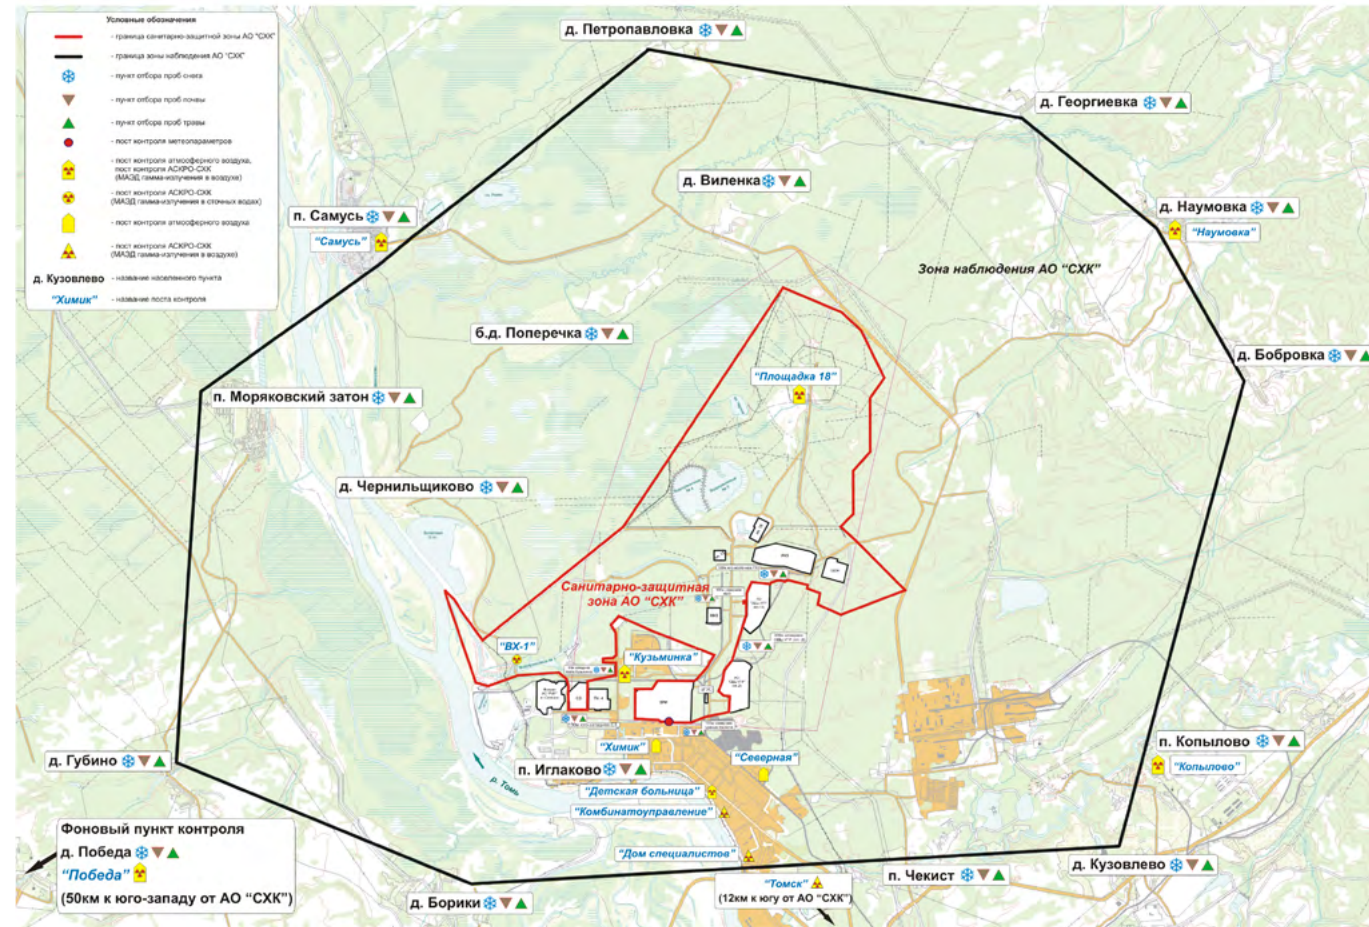 Условные обозначения
- граница санитарно-защитной зоны АО "СХК"
- граница зоны наблюдения АО "СХК"
- пункт отбора проб снега
- пункт отбора проб почвы
- пункт отбора проб травы
- пост контроля метеопараметров
- пост контроля атмосферного воздуха,
пост контроля АСКРО-СХК
(МАЭД гамма-излучения в воздухе)
- пост контроля АСКРО-СХК
(МАЭД гамма-излучения в сточных водах)
- пост контроля атмосферного воздуха
- пост контроля АСКРО-СХК
(МАЭД гамма-излучения в воздухе)
д. Кузовлево - название населенного пункта
"Химик" - название поста контроля
д. Петропавловка
д. Георгиевка
д. Виленка
д. Наумовка
"Наумовка"
п. Самусь
"Самусь"
Зона наблюдения АО "СХК"
б.д. Поперечка
д. Бобровка
"Площадка 18"
п. Моряковский затон
д. Чернильщиково
Санитарно-защитная
зона АО "СХК"
"ВХ-1"
"Кузьминка"
"Химик"
"Северная"
п. Копылово
"Копылово"
д. Губино
п. Иглаково
р. Томь
"Детская больница"
"Комбинатоуправление"
"Дом специалистов"
Фоновый пункт контроля
д. Победа
"Победа"
(50км к юго-западу от АО "СХК")
д. Борики
"Томск"
(12км к югу от АО "СХК")
п. Чекист
д. Кузовлево